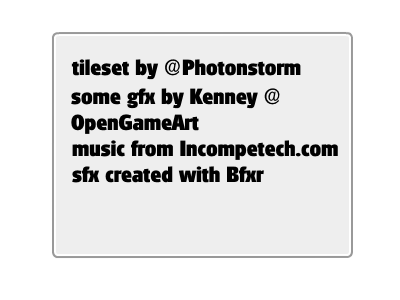 tileset by @Photonstorm
some gfx by Kenney @
OpenGameArt
music from Incompetech.com
sfx created with Bfxr